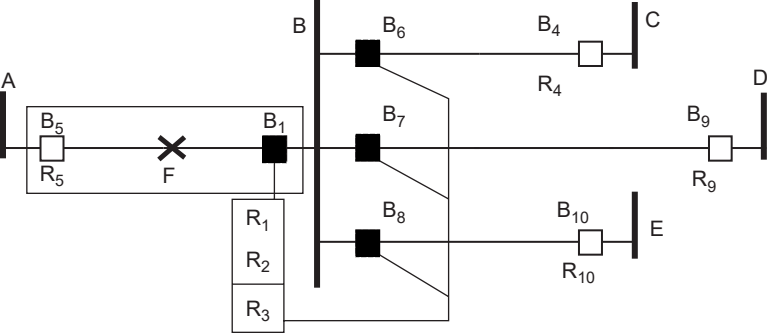 B B₆ B₄ C
A R₄ D
B₅ B₁ B₇ B₉
R₅ F R₉
R₁ B₈ B₁₀ E
R₂ R₁₀
R₃